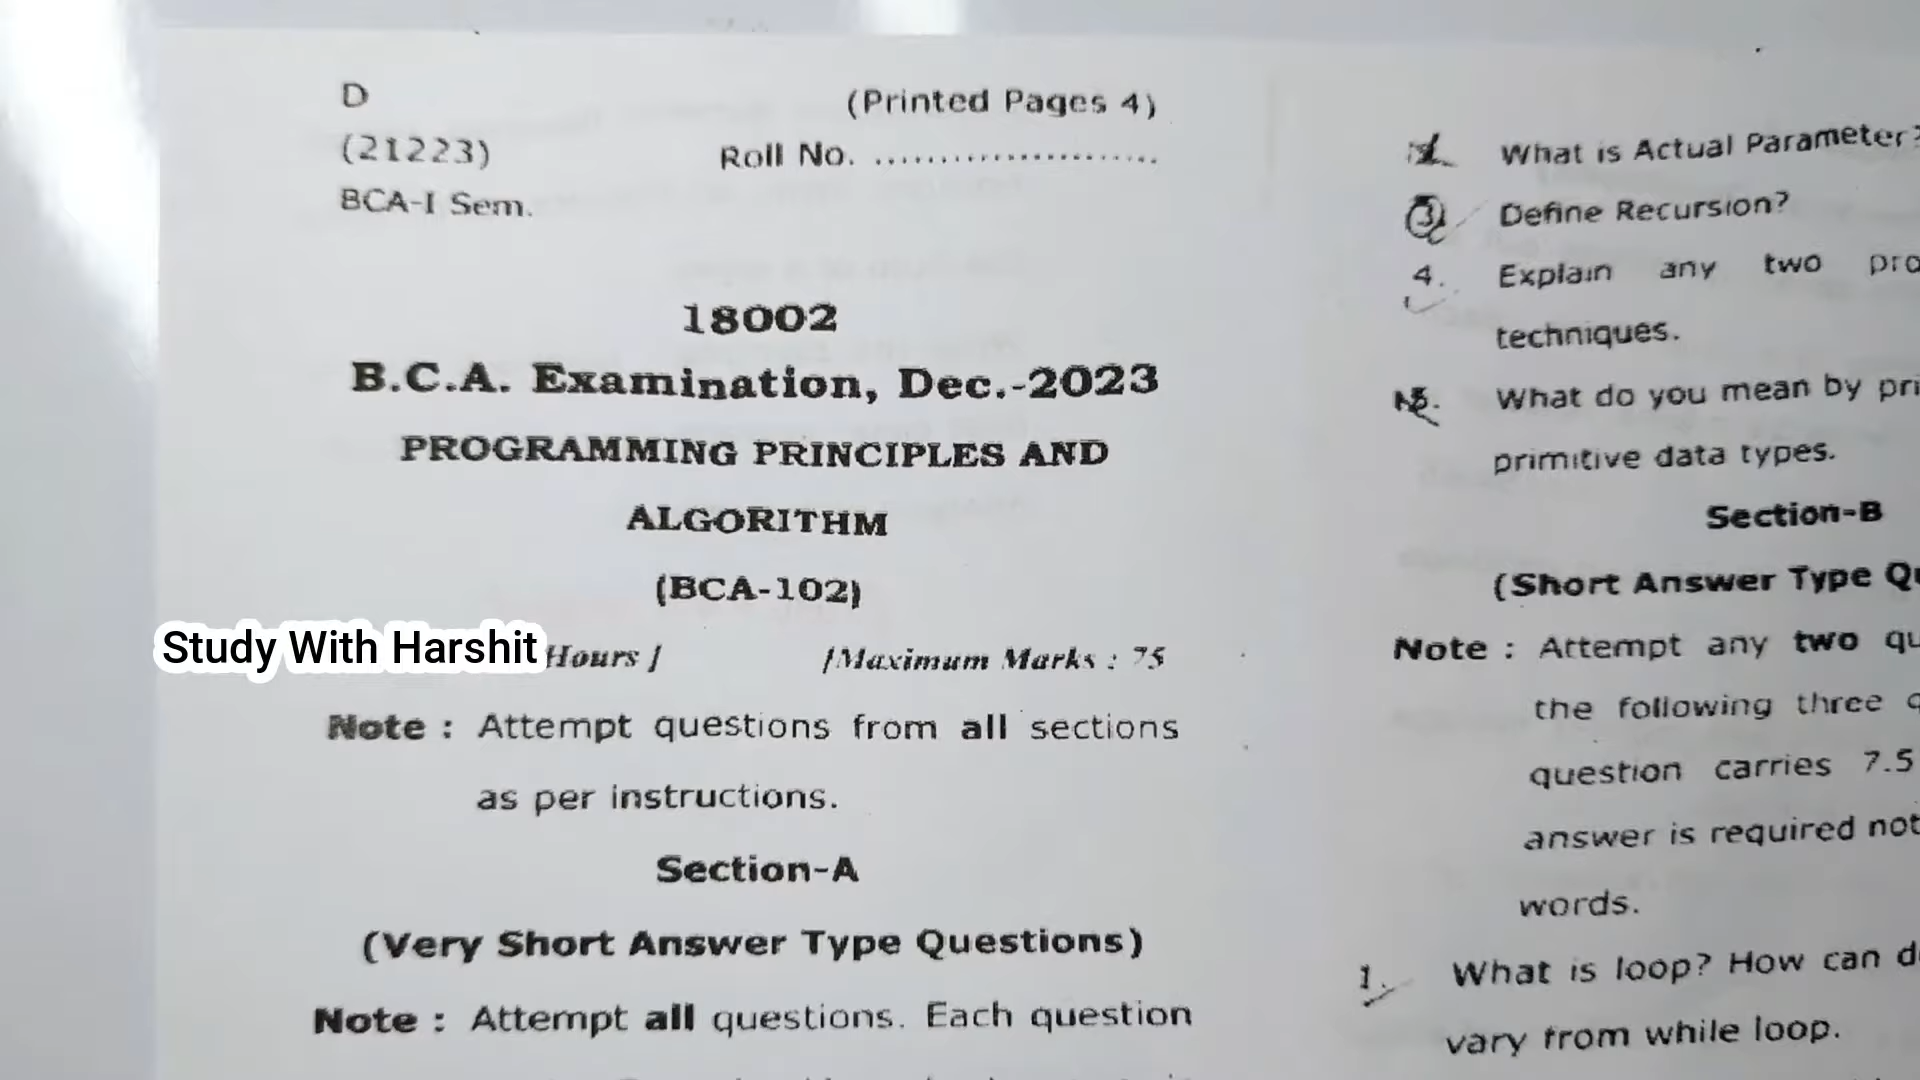 D
(Printed Pages 4)
(21223)
Roll No. ......................
BCA-I Sem.
18002
B.C.A. Examination, Dec.-2023
PROGRAMMING PRINCIPLES AND
ALGORITHM
(BCA-102)
Study With Harshit
Hours ]
[Maximum Marks : 75
Note : Attempt questions from all sections
as per instructions.
Section-A
(Very Short Answer Type Questions)
Note : Attempt all questions. Each question
What is Actual Parameter?
3. Define Recursion?
4. Explain any two
techniques.
5. What do you mean by
primitive data types.
Section-B
(Short Answer Type
Note : Attempt any two
the following three
question carries 7.5
answer is required not
words.
1. What is loop? How can
vary from while loop.